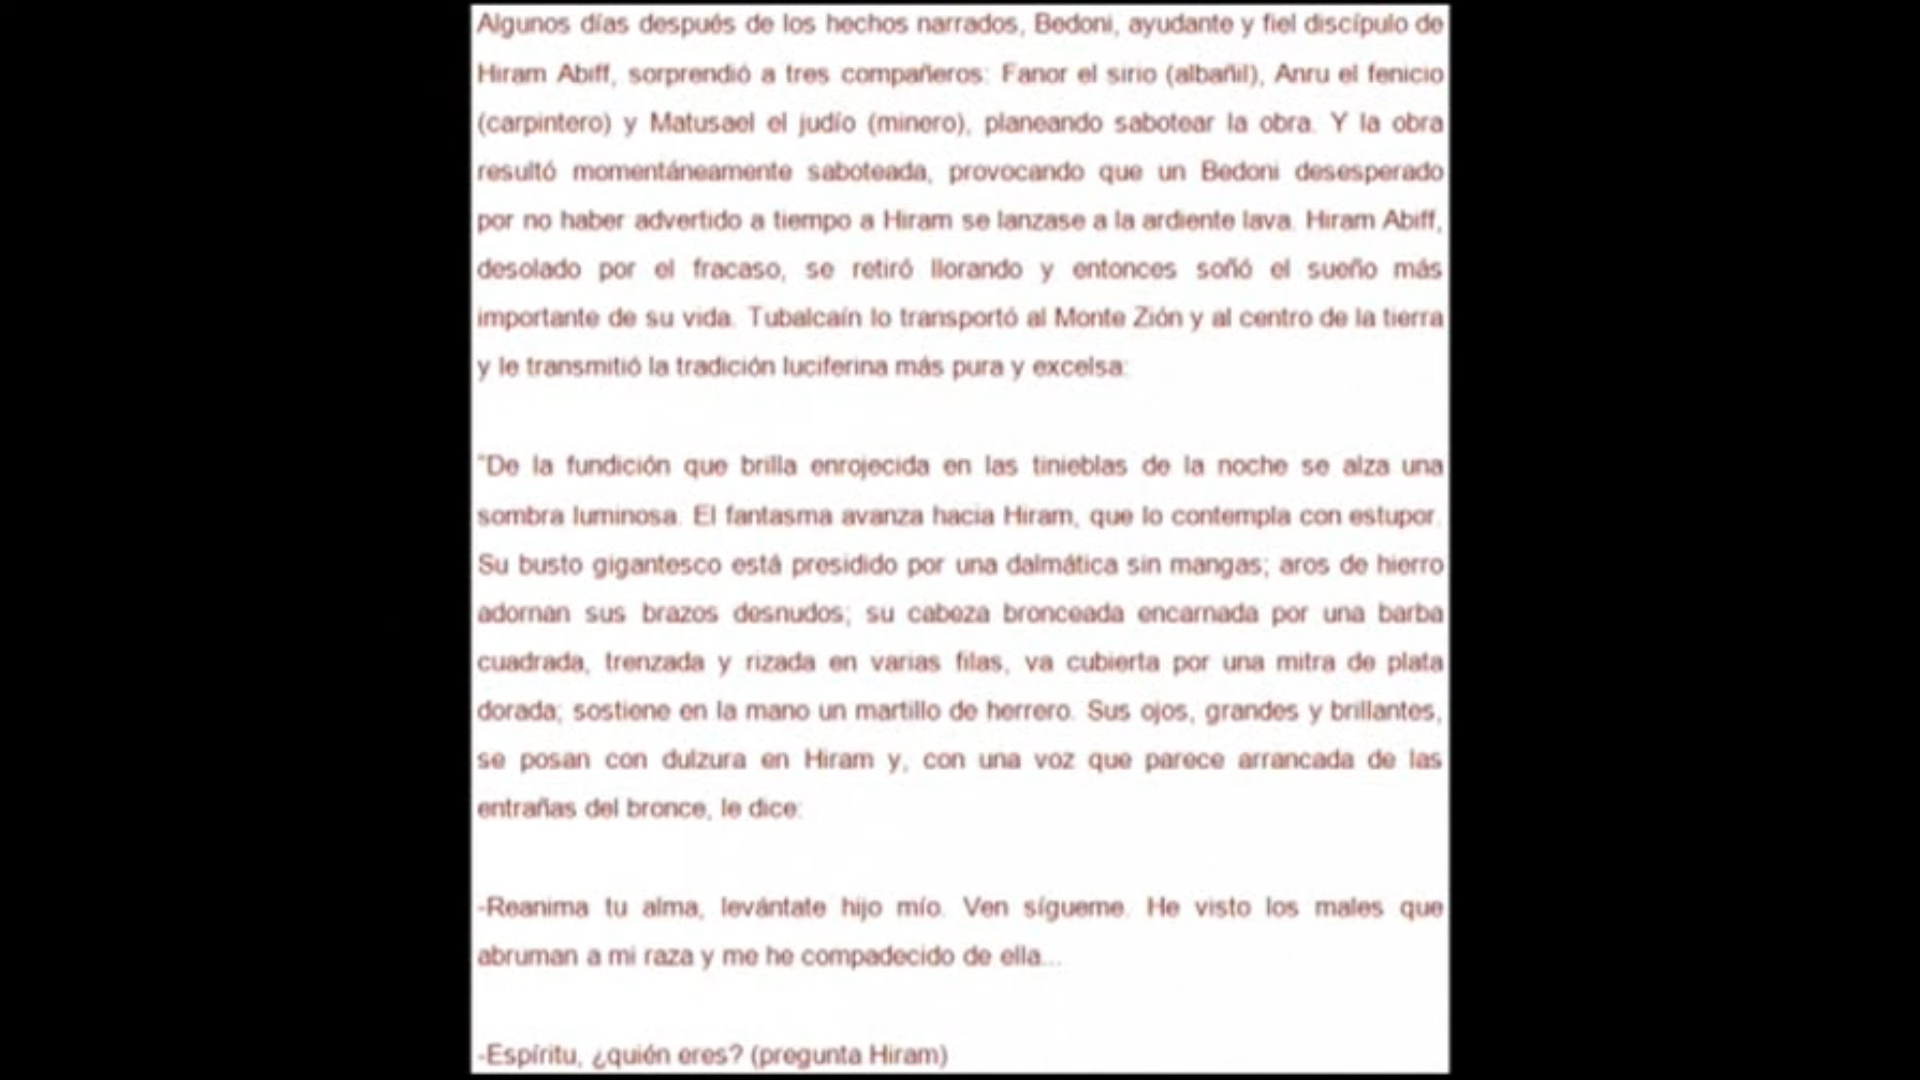 Algunos días después de los hechos narrados, Bedoni, ayudante y fiel discípulo de
Hiram Abiff, sorprendió a tres compañeros: Fanor el sirio (albañil), Anru el fenicio
(carpintero) y Matusael el judío (minero), planeando sabotear la obra. Y la obra
resultó momentáneamente saboteada, provocando que un Bedoni desesperado
por no haber advertido a tiempo a Hiram se lanzase a la ardiente lava. Hiram Abiff,
desolado por el fracaso, se retiró llorando y entonces soñó el sueño más
importante de su vida. Tubalcaín lo transportó al Monte Zión y al centro de la tierra
y le transmitió la tradición luciferina más pura y excelsa:
"De la fundición que brilla enrojecida en las tinieblas de la noche se alza una
sombra luminosa. El fantasma avanza hacia Hiram, que lo contempla con estupor.
Su busto gigantesco está presidido por una dalmática sin mangas; aros de hierro
adornan sus brazos desnudos; su cabeza bronceada encarnada por una barba
cuadrada, trenzada y rizada en varias filas, va cubierta por una mitra de plata
dorada; sostiene en la mano un martillo de herrero. Sus ojos, grandes y brillantes,
se posan con dulzura en Hiram y, con una voz que parece arrancada de las
entrañas del bronce, le dice:
-Reanima tu alma, levántate hijo mío. Ven sígueme. He visto los males que
abruman a mi raza y me he compadecido de ella...
-Espíritu, ¿quién eres? (pregunta Hiram)